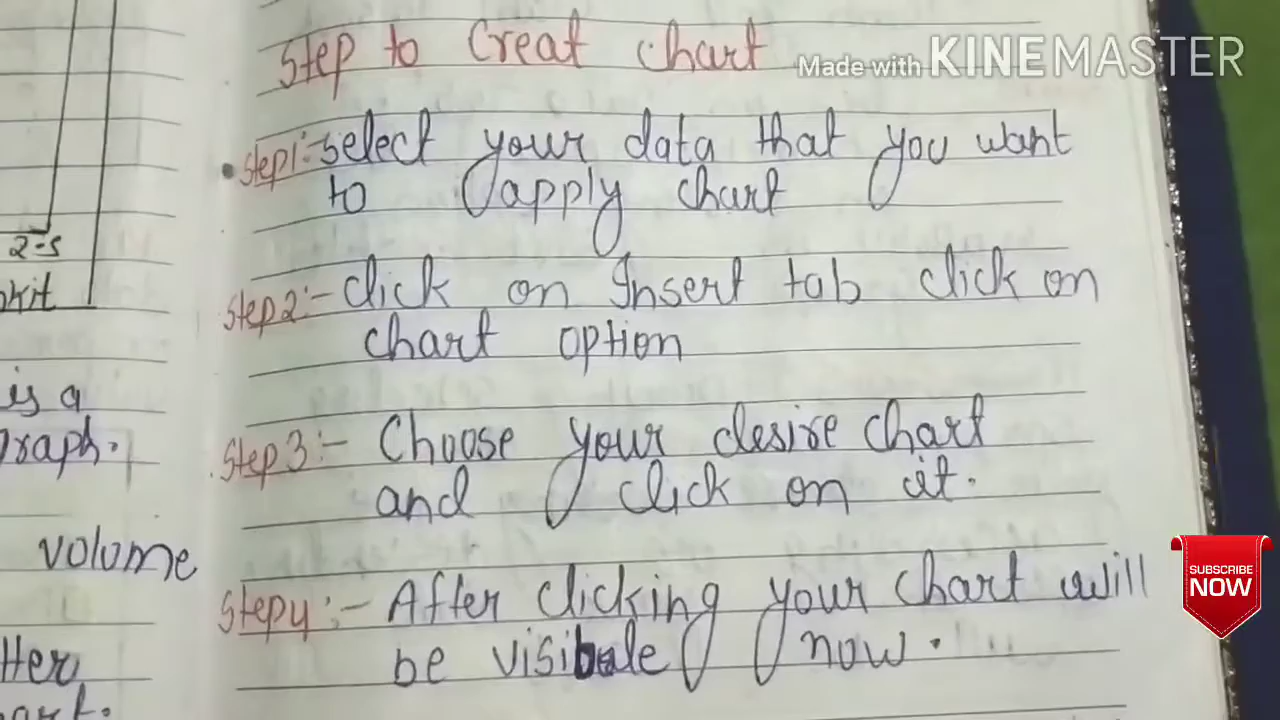 Step to Creat chart
Made with KINEMASTER
Step1:- select your data that you want
to apply chart
2-s
Step2:- click on Insert tab click on
chart option
is a
Graph.
Step3:- Choose your desire chart
and click on it.
volume
SUBSCRIBE
NOW
Step4:- After clicking your chart will
be visible now.